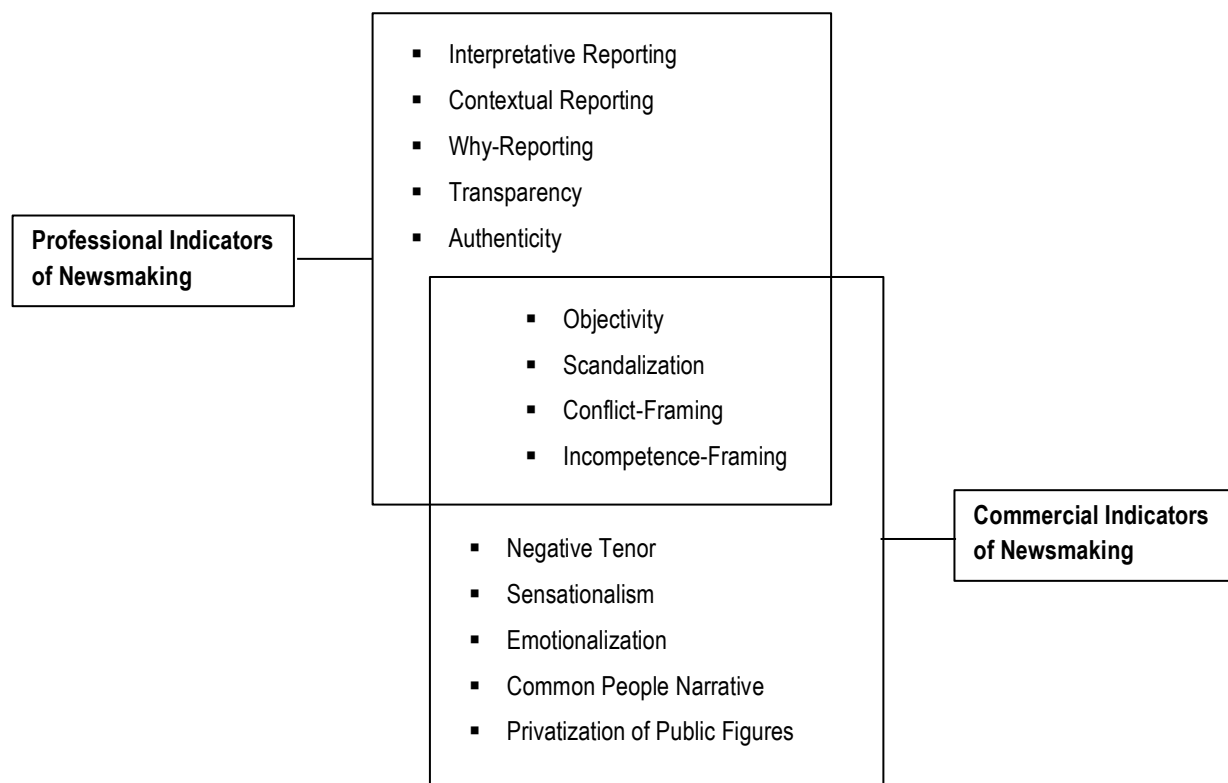 ▪ Interpretative Reporting
▪ Contextual Reporting
▪ Why-Reporting
▪ Transparency
▪ Authenticity
Professional Indicators
of Newsmaking
▪ Objectivity
▪ Scandalization
▪ Conflict-Framing
▪ Incompetence-Framing
Commercial Indicators
of Newsmaking
▪ Negative Tenor
▪ Sensationalism
▪ Emotionalization
▪ Common People Narrative
▪ Privatization of Public Figures